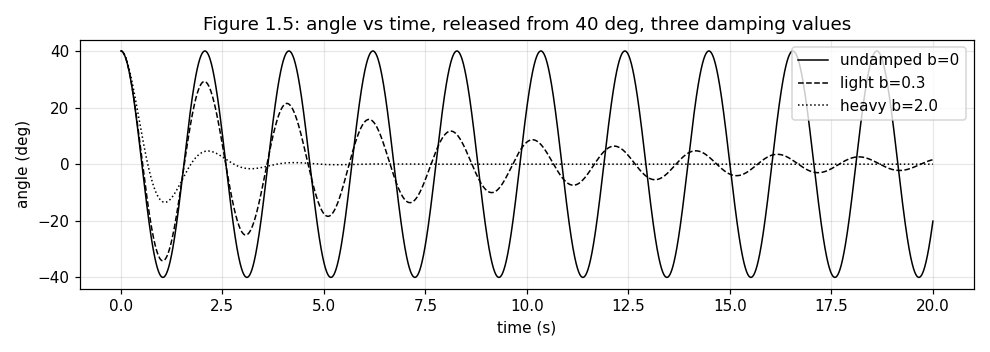 Figure 1.5: angle vs time, released from 40 deg, three damping values
undamped b=0
light b=0.3
heavy b=2.0
angle (deg)
40
20
0
−20
−40
0.0 2.5 5.0 7.5 10.0 12.5 15.0 17.5 20.0
time (s)